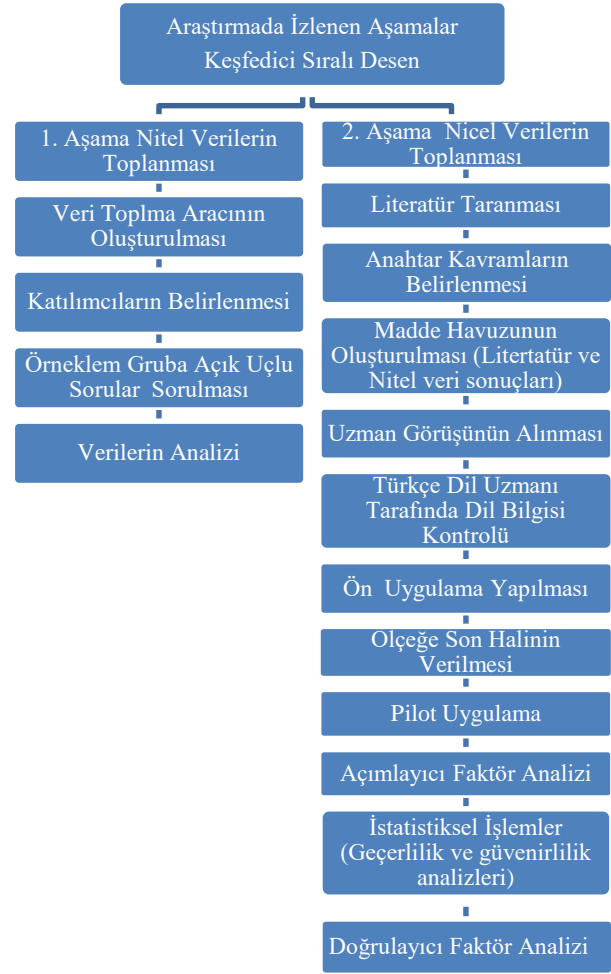 Araştırmada İzlenen Aşamalar
Keşfedici Sıralı Desen
1. Aşama Nitel Verilerin
Toplanması
Veri Toplma Aracının
Oluşturulması
Katılımcıların Belirlenmesi
Örneklem Gruba Açık Uçlu
Sorular Sorulması
Verilerin Analizi
2. Aşama Nicel Verilerin
Toplanması
Literatür Taranması
Anahtar Kavramların
Belirlenmesi
Madde Havuzunun
Oluşturulması (Litertatür ve
Nitel veri sonuçları)
Uzman Görüşünün Alınması
Türkçe Dil Uzmanı
Tarafında Dil Bilgisi
Kontrolü
Ön Uygulama Yapılması
Olçeğe Son Halinin
Verilmesi
Pilot Uygulama
Açımlayıcı Faktör Analizi
İstatistiksel İşlemler
(Geçerlilik ve güvenirlilik
analizleri)
Doğrulayıcı Faktör Analizi